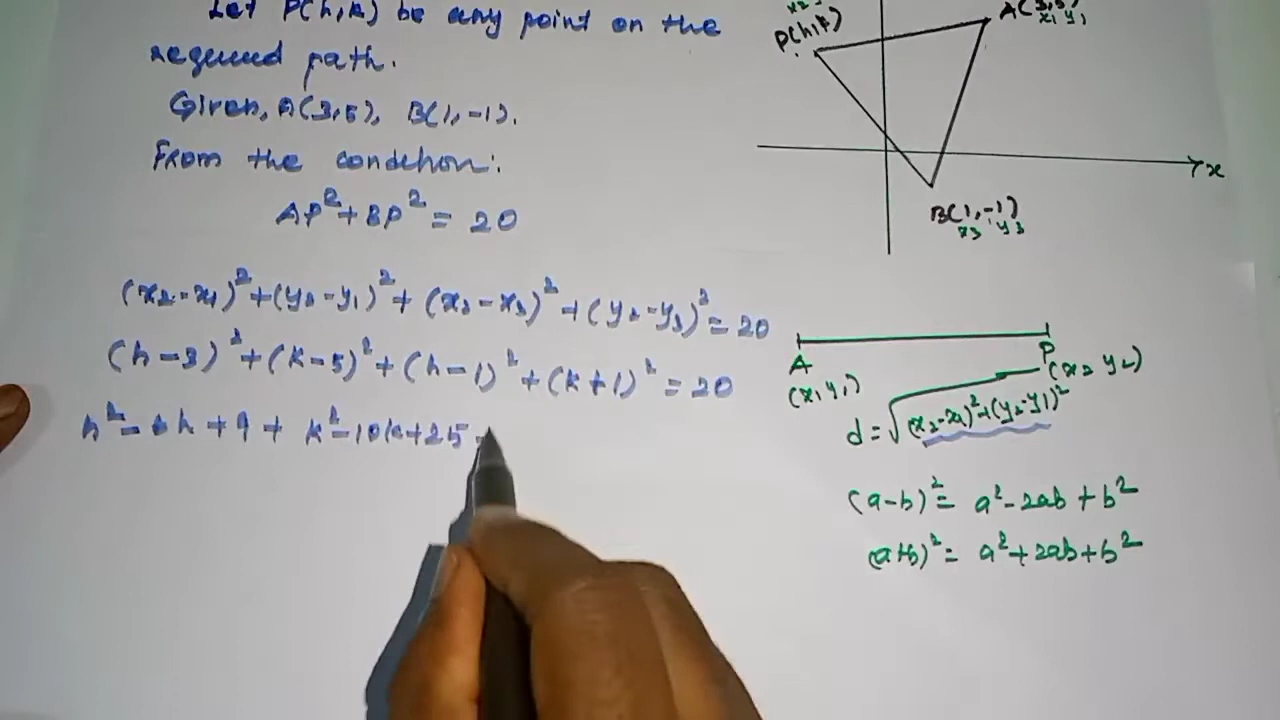 Let P(h,k) be any point on the
required path.
Given, A(3,5), B(1,-1).
From the condition:
AP² + BP² = 20
(x₂-x₁)² + (y₂-y₁)² + (x₂-x₃)² + (y₂-y₃)² = 20
(h-3)² + (k-5)² + (h-1)² + (k+1)² = 20
h² - 6h + 9 + k² - 10k + 25
P(h,k)
A(3,5)
x₁ y₁
x
B(1,-1)
x₃ y₃
A
P
(x₁y₁)
(x₂ y₂)
d = √(x₂-x₁)²+(y₂-y₁)²
(a-b)² = a² - 2ab + b²
(a+b)² = a² + 2ab + b²